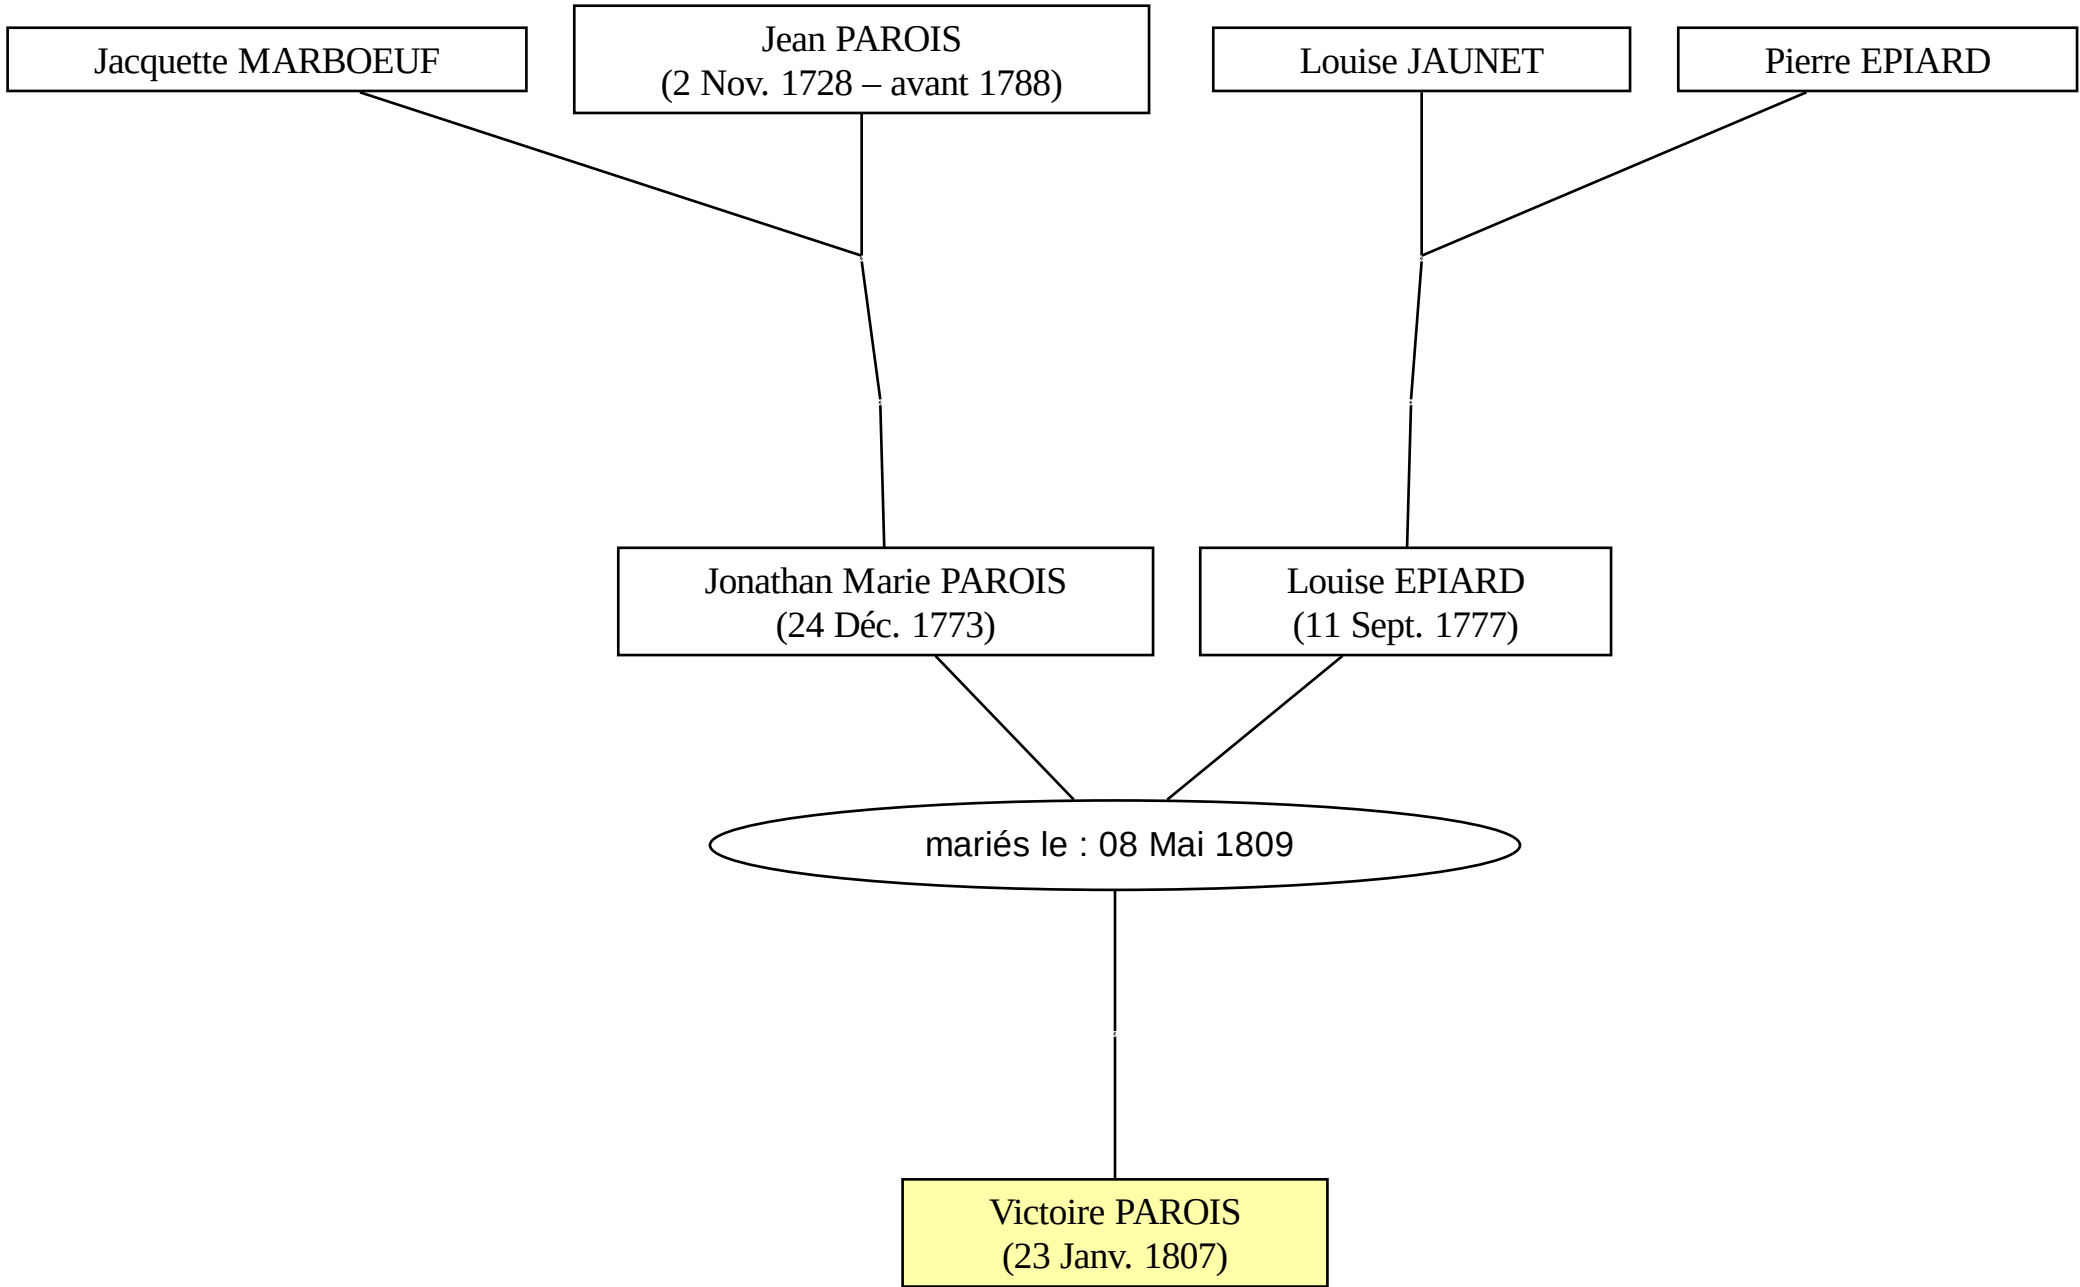 Jacquette MARBOEUF
Jean PAROIS
(2 Nov. 1728 – avant 1788)
Louise JAUNET
Pierre EPIARD
Jonathan Marie PAROIS
(24 Déc. 1773)
Louise EPIARD
(11 Sept. 1777)
mariés le : 08 Mai 1809
Victoire PAROIS
(23 Janv. 1807)